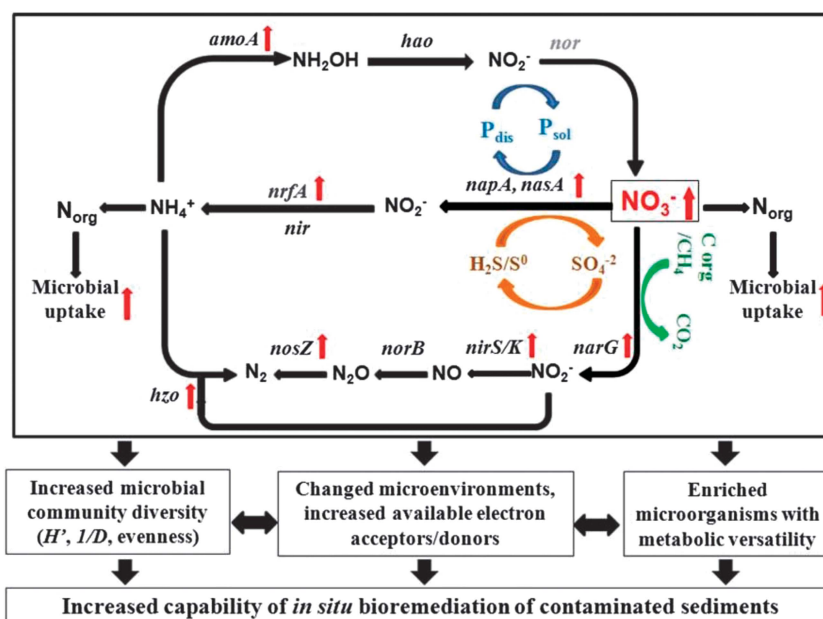 amoA
NH2OH
hao
NO2-
nor
Pdis
Psol
Norg
NH4+
nrfA
nir
NO2-
napA, nasA
NO3-
Norg
Microbial
uptake
H2S/S0
SO4-2
C org
/CH4
CO2
Microbial
uptake
hzo
nosZ
N2
norB
N2O
nirS/K
NO
NO2-
narG
Increased microbial
community diversity
(H’, 1/D, evenness)
Changed microenvironments,
increased available electron
acceptors/donors
Enriched
microorganisms with
metabolic versatility
Increased capability of in situ bioremediation of contaminated sediments